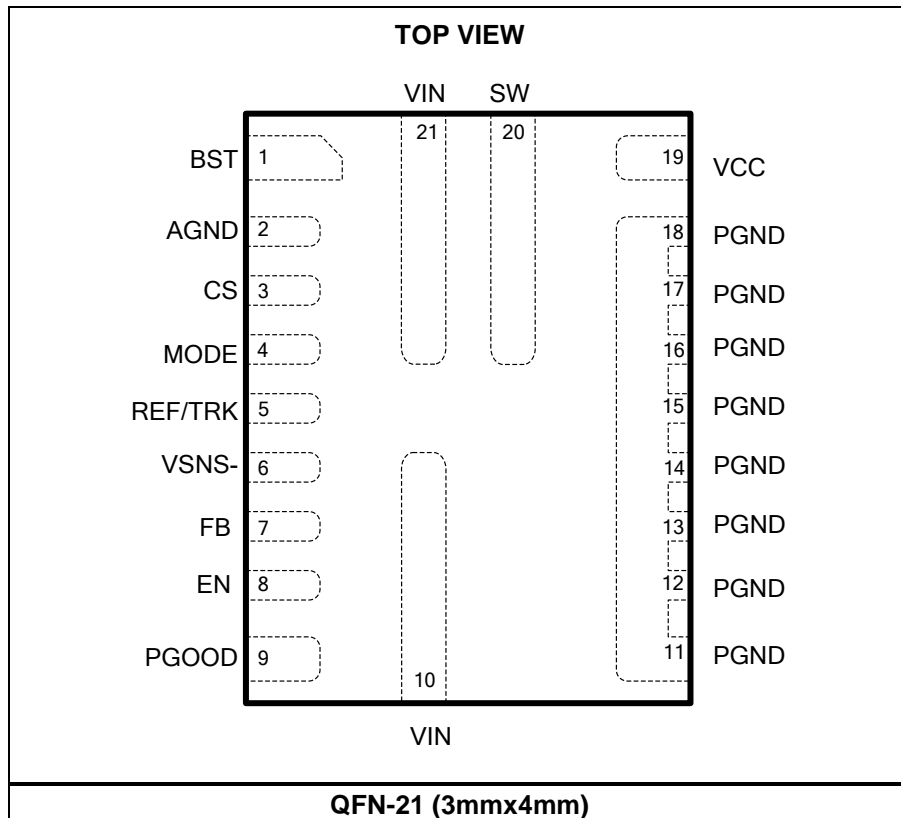 TOP VIEW
VIN SW
21 20
BST 1 19 VCC
AGND 2 18 PGND
CS 3 17 PGND
MODE 4 16 PGND
REF/TRK 5 15 PGND
VSNS- 6 14 PGND
FB 7 13 PGND
EN 8 12 PGND
PGOOD 9 11 PGND
10
VIN
QFN-21 (3mmx4mm)